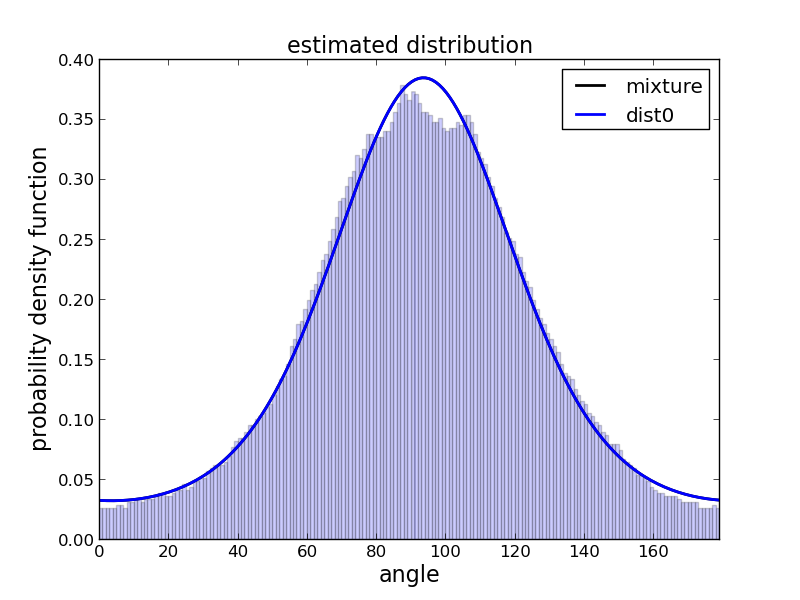 estimated distribution
0.40
0.35
0.30
0.25
0.20
0.15
0.10
0.05
0.00
probability density function
mixture
dist0
0 20 40 60 80 100 120 140 160
angle